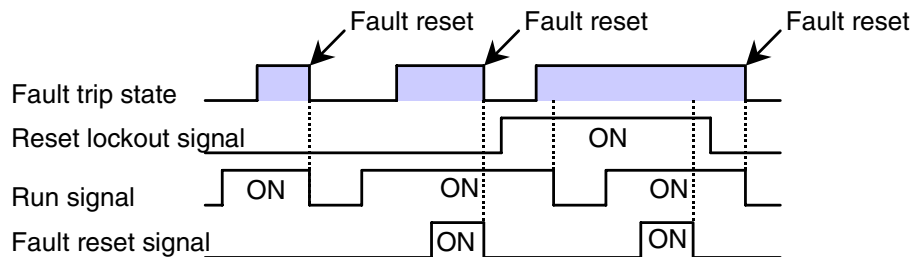 Fault reset Fault reset Fault reset
Fault trip state
Reset lockout signal ON
Run signal ON ON ON
Fault reset signal ON ON